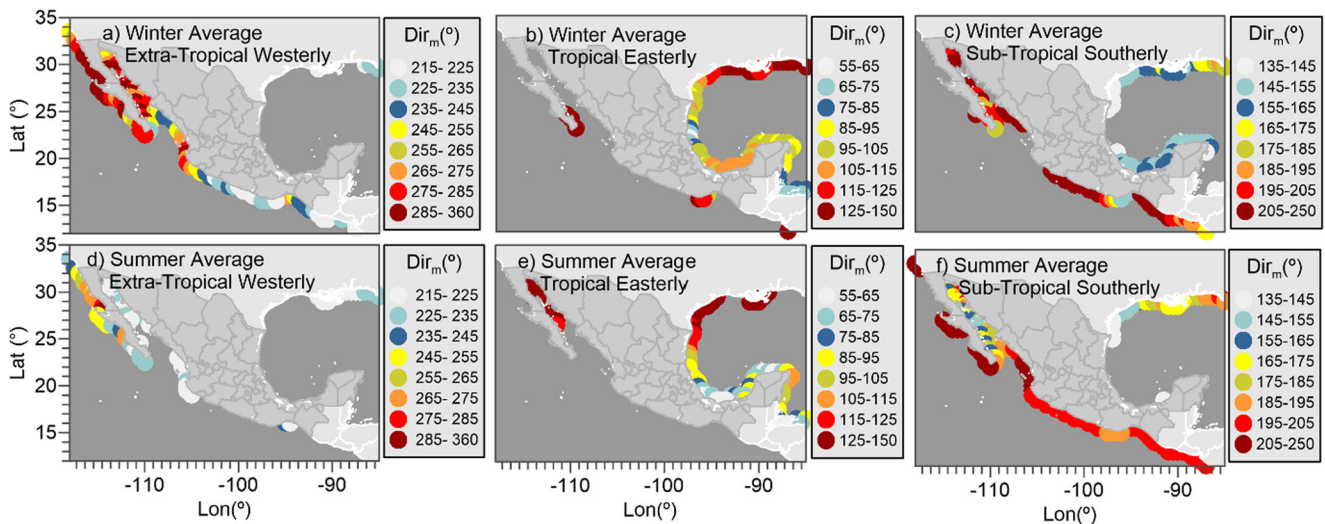 35
30
25
20
15
Lat (°)
a) Winter Average
Extra-Tropical Westerly
Dirm(°)
215- 225
225- 235
235- 245
245- 255
255- 265
265- 275
275- 285
285- 360
b) Winter Average
Tropical Easterly
Dirm(°)
55-65
65-75
75-85
85-95
95-105
105-115
115-125
125-150
c) Winter Average
Sub-Tropical Southerly
Dirm(°)
135-145
145-155
155-165
165-175
175-185
185-195
195-205
205-250
35
30
25
20
15
Lat (°)
d) Summer Average
Extra-Tropical Westerly
Dirm(°)
215- 225
225- 235
235- 245
245- 255
255- 265
265- 275
275- 285
285- 360
-110
-100
-90
Lon(°)
e) Summer Average
Tropical Easterly
Dirm(°)
55-65
65-75
75-85
85-95
95-105
105-115
115-125
125-150
-110
-100
-90
Lon(°)
f) Summer Average
Sub-Tropical Southerly
Dirm(°)
135-145
145-155
155-165
165-175
175-185
185-195
195-205
205-250
-110
-100
-90
Lon(°)